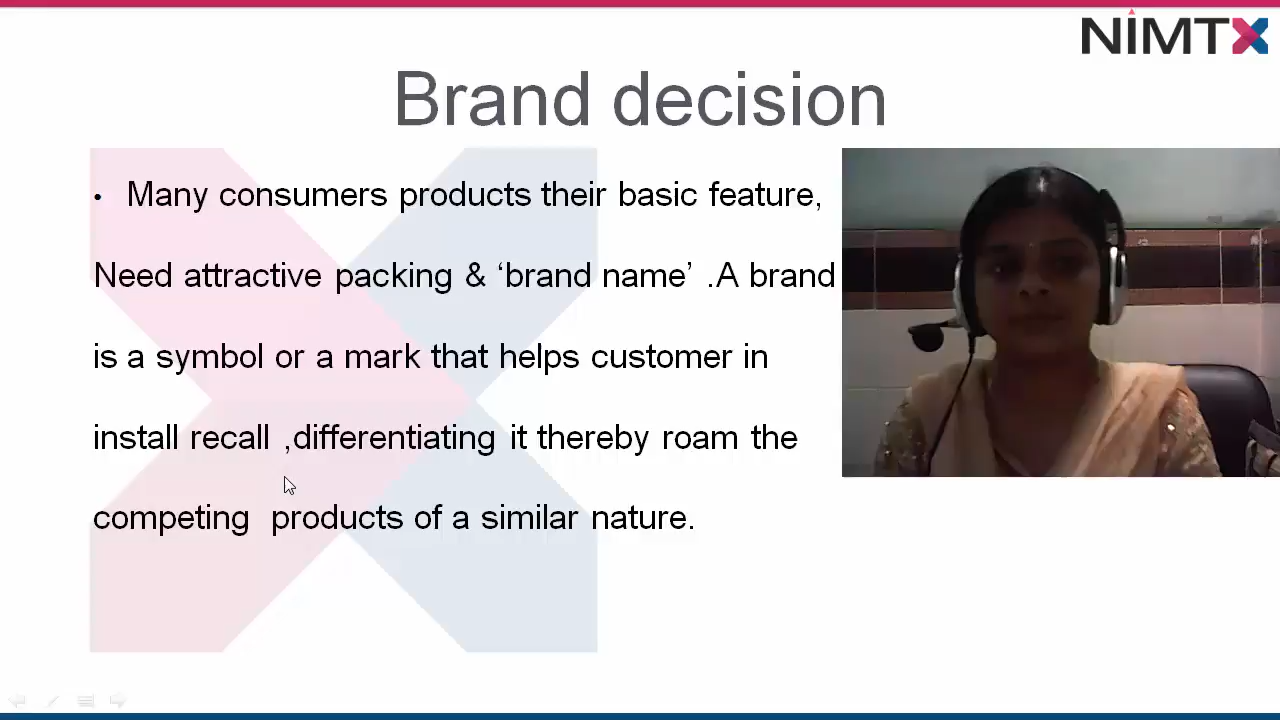 NIMTX
Brand decision
• Many consumers products their basic feature,
Need attractive packing & ‘brand name’ .A brand
is a symbol or a mark that helps customer in
install recall ,differentiating it thereby roam the
competing  products of a similar nature.